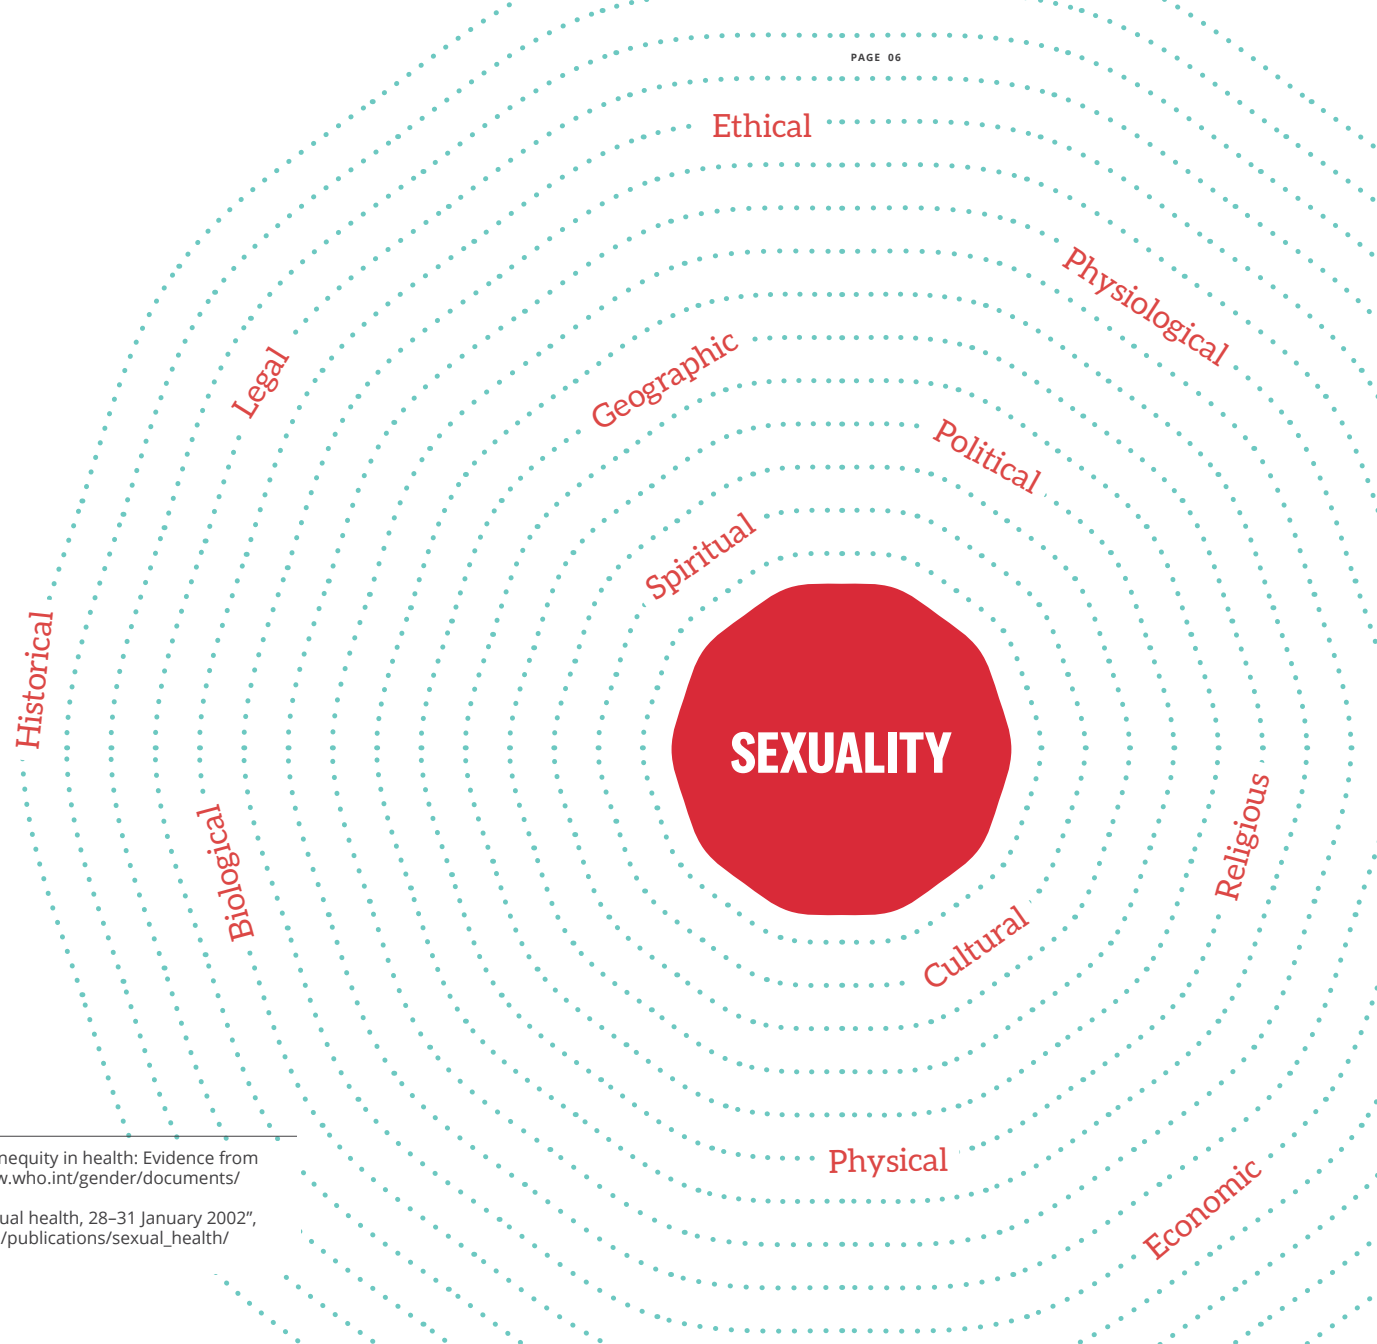 PAGE 06
Ethical
Physiological
Legal
Geographic
Political
Spiritual
Historical
SEXUALITY
Religious
Biological
Cultural
Physical
Economic
nequity in health: Evidence from
w.who.int/gender/documents/
ual health, 28–31 January 2002”,
/publications/sexual_health/